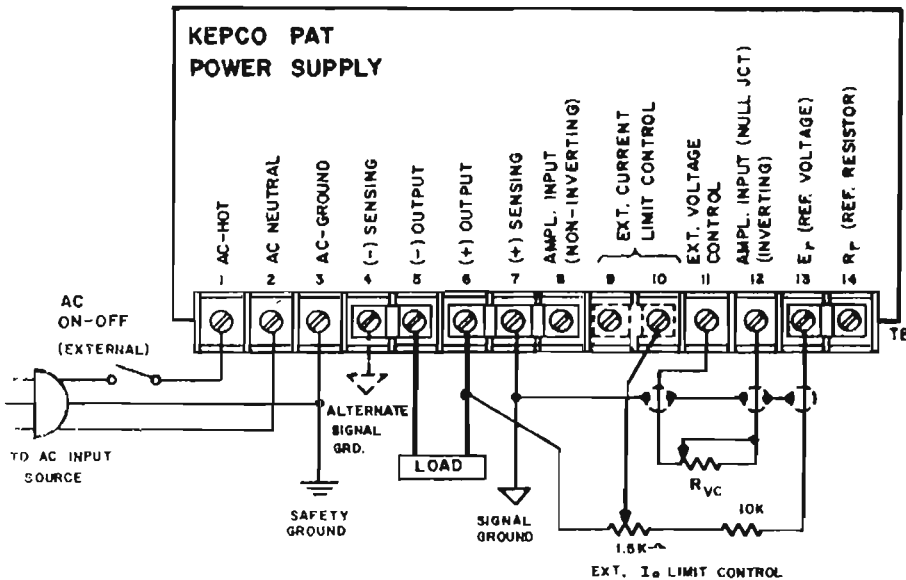 KEPCO PAT
POWER SUPPLY
AC-HOT
AC NEUTRAL
AC-GROUND
(-) SENSING
(-) OUTPUT
(+) OUTPUT
(+) SENSING
AMPL. INPUT
(NON-INVERTING)
EXT. CURRENT
LIMIT CONTROL
EXT. VOLTAGE
CONTROL
AMPL. INPUT (NULL JCT)
(INVERTING)
Er (REF. VOLTAGE)
Rr (REF. RESISTOR)
1 2 3 4 5 6 7 8 9 10 11 12 13 14
AC
ON-OFF
(EXTERNAL)
TB
ALTERNATE
SIGNAL
GRD.
TO AC INPUT
SOURCE
LOAD
RVC
SAFETY
GROUND
SIGNAL
GROUND
10K
1.5K
EXT. Io LIMIT CONTROL